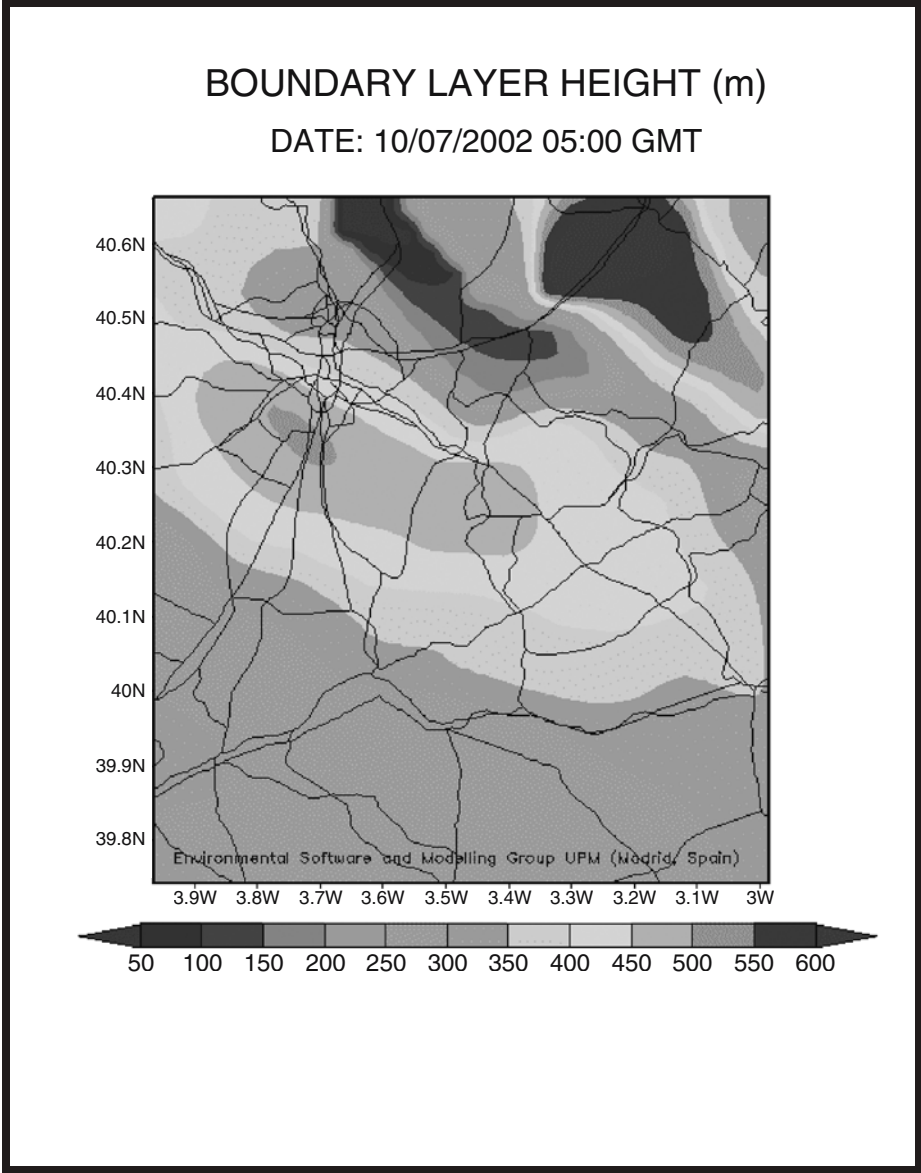 BOUNDARY LAYER HEIGHT (m)
DATE: 10/07/2002 05:00 GMT
40.6N
40.5N
40.4N
40.3N
40.2N
40.1N
40N
39.9N
39.8N
Environmental Software and Modelling Group UPM (Madrid, Spain)
3.9W 3.8W 3.7W 3.6W 3.5W 3.4W 3.3W 3.2W 3.1W 3W
50 100 150 200 250 300 350 400 450 500 550 600